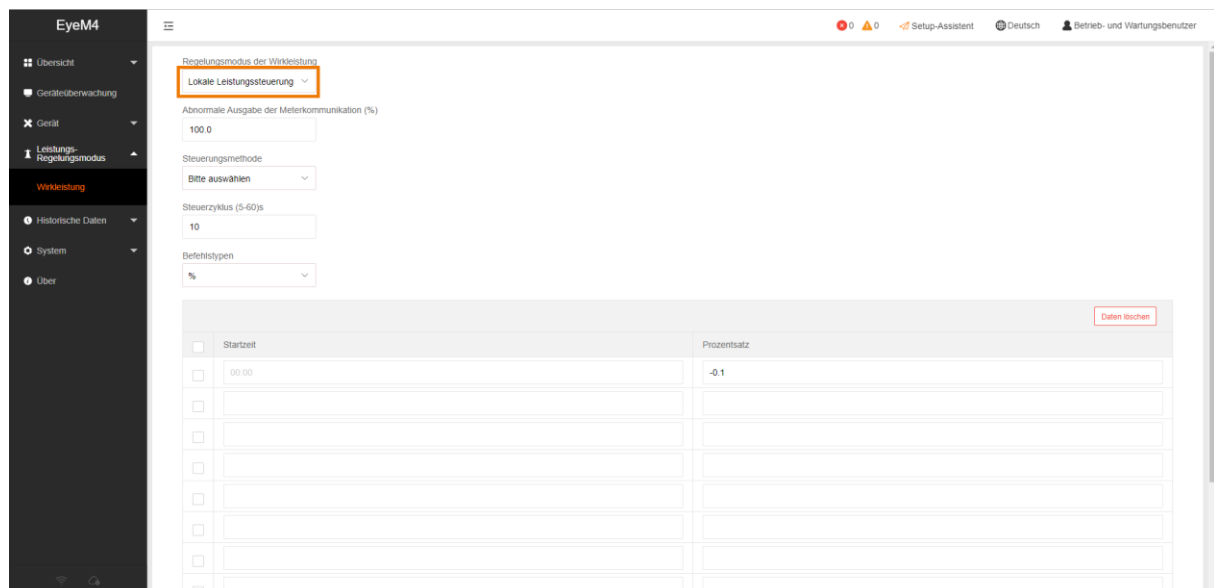 EyeM4
0
0
Setup-Assistent
Deutsch
Betrieb- und Wartungsbenutzer
Übersicht
Geräteüberwachung
Gerät
Leistungs-
Regelungsmodus
Wirkleistung
Historische Daten
System
Über
Regelungsmodus der Wirkleistung
Lokale Leistungssteuerung
Abnormale Ausgabe der Meterkommunikation (%)
100.0
Steuerungsmethode
Bitte auswählen
Steuerzyklus (5-60)s
10
Befehlstypen
%
Daten löschen
Startzeit
Prozentsatz
00:00
-0.1